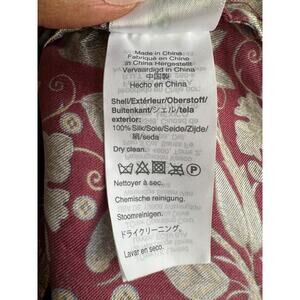 Made in China
Fabriqué en Chine
in China Hergestellt
Vervaardigd in China
中国製
Hecho en China
Shell/Extérieur/Oberstoff/
Buitenkant/シェル/tela
exterior:
100% Silk/Soie/Seide/Zijde/
絹/seda
Dry clean.
P
Nettoyer à sec.
Chemische reinigung.
Stoomreinigen.
ドライクリーニング。
Lavar en seco.